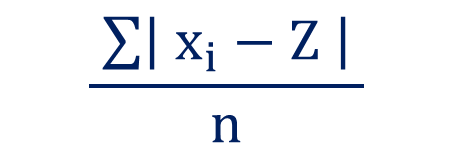 ∑| xᵢ − Z |
n